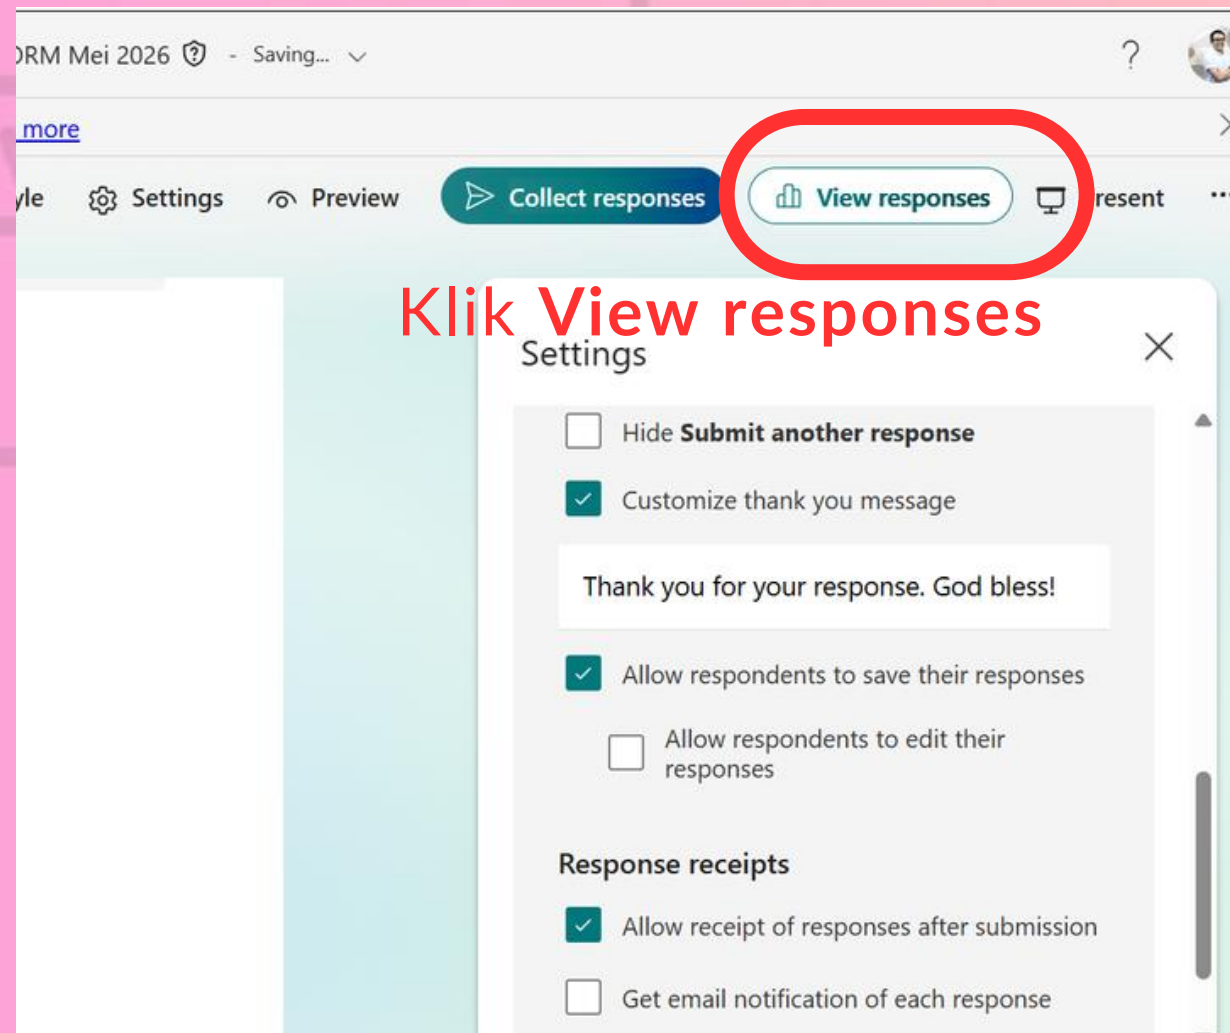 ORM Mei 2026 - Saving...
more
yle Settings Preview Collect responses View responses resent ...
Klik View responses
Settings
Hide Submit another response
Customize thank you message
Thank you for your response. God bless!
Allow respondents to save their responses
Allow respondents to edit their
responses
Response receipts
Allow receipt of responses after submission
Get email notification of each response